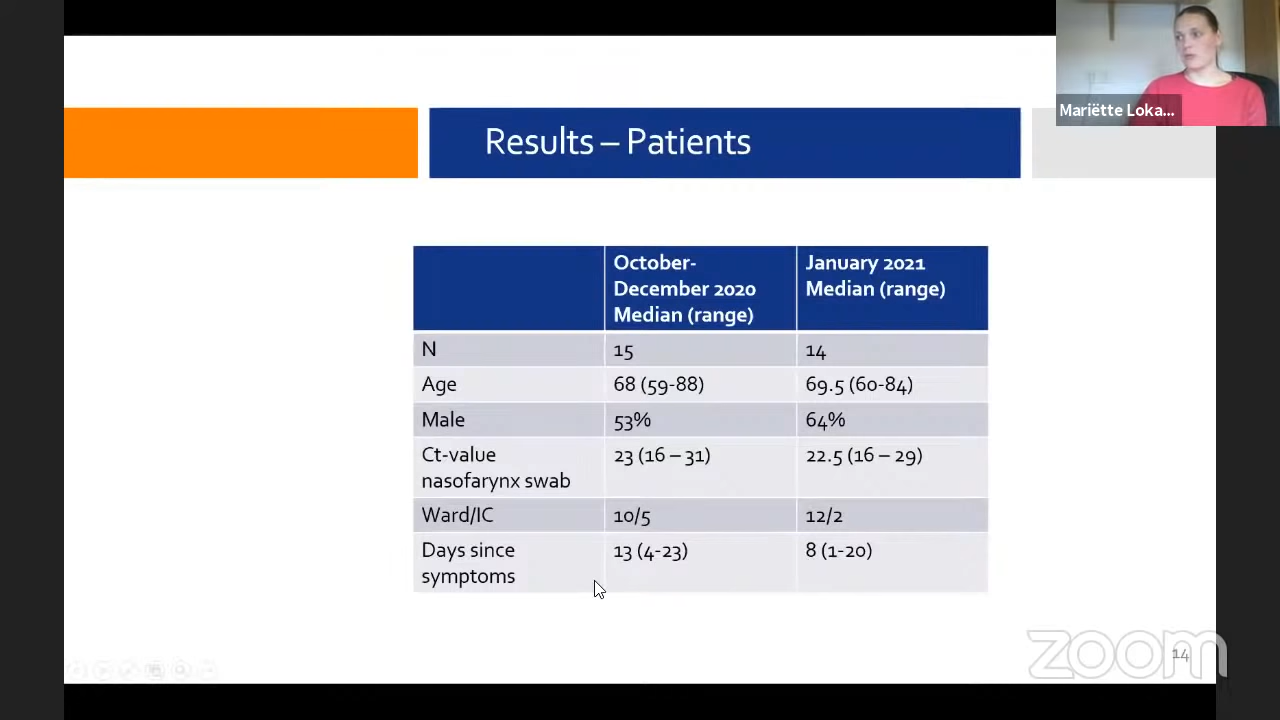 Mariëtte Loka...
Results – Patients
October-
December 2020
Median (range)
January 2021
Median (range)
N
15
14
Age
68 (59-88)
69.5 (60-84)
Male
53%
64%
Ct-value
nasofarynx swab
23 (16 – 31)
22.5 (16 – 29)
Ward/IC
10/5
12/2
Days since
symptoms
13 (4-23)
8 (1-20)
zoom
14